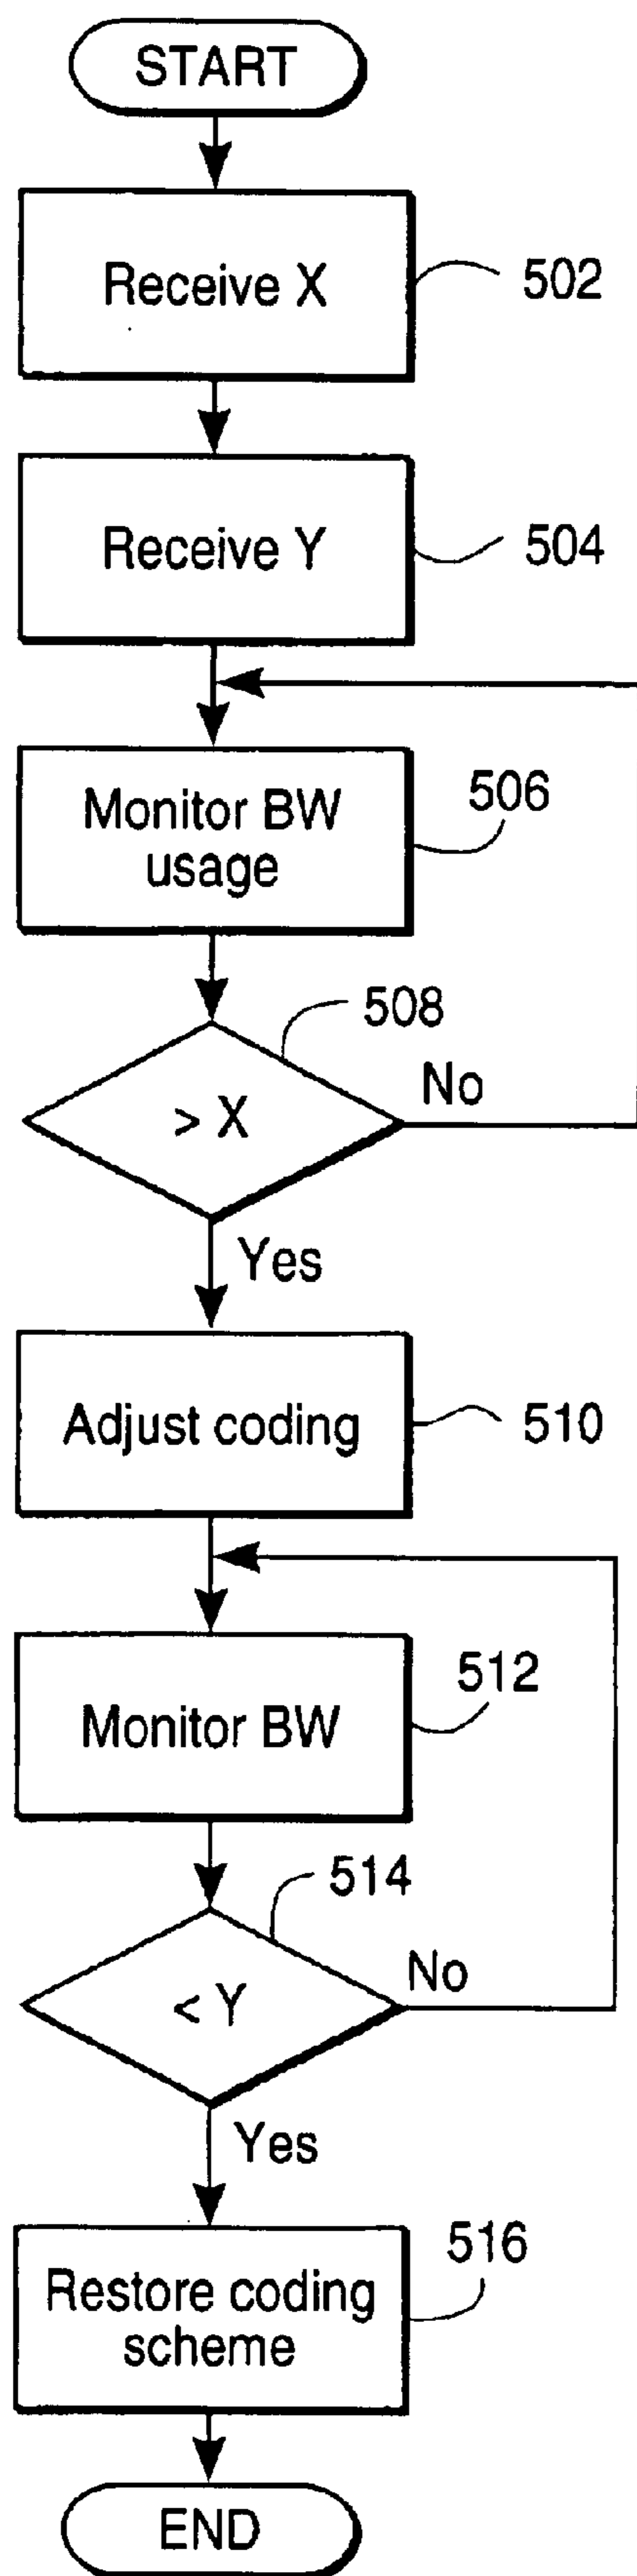 START
Receive X
502
Receive Y
504
Monitor BW
usage
506
508
> X
No
Yes
Adjust coding
510
Monitor BW
512
514
< Y
No
Yes
Restore coding
scheme
516
END